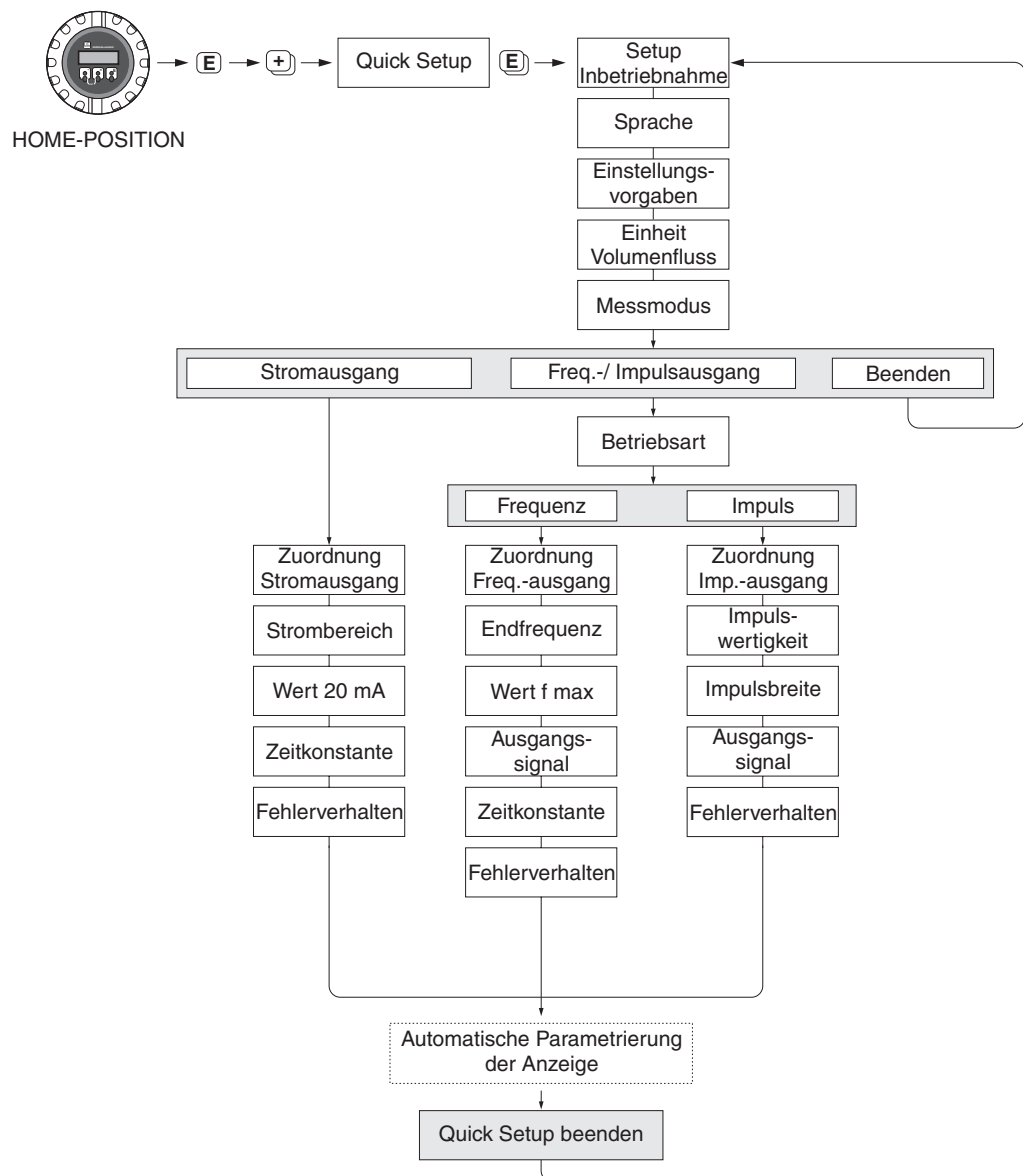 E
+
Quick Setup
E
Setup
Inbetriebnahme
HOME-POSITION
Sprache
Einstellungs-
vorgaben
Einheit
Volumenfluss
Messmodus
Stromausgang
Freq.-/ Impulsausgang
Beenden
Betriebsart
Frequenz
Impuls
Zuordnung
Stromausgang
Strombereich
Wert 20 mA
Zeitkonstante
Fehlerverhalten
Zuordnung
Freq.-ausgang
Endfrequenz
Wert f max
Ausgangs-
signal
Zeitkonstante
Fehlerverhalten
Zuordnung
Imp.-ausgang
Impuls-
wertigkeit
Impulsbreite
Ausgangs-
signal
Fehlerverhalten
Automatische Parametrierung
der Anzeige
Quick Setup beenden